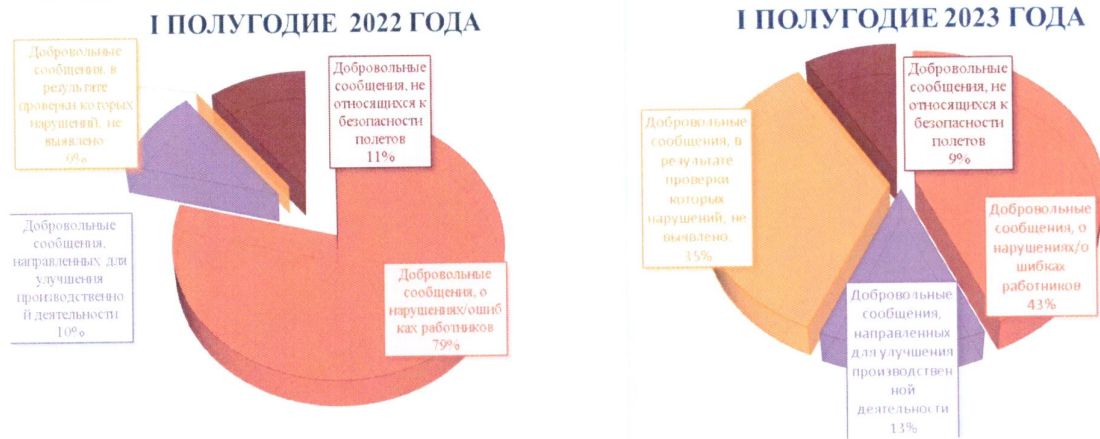 I ПОЛУГОДИЕ 2022 ГОДА
Добровольные
сообщения, в
результате
проверки которых
нарушений, не
выявлено
Добровольные
сообщения, не
относящихся к
безопасности
полетов
11%
Добровольные
сообщения,
направленных для
улучшения
производственно
й деятельности
10%
Добровольные
сообщения, о
нарушениях/ошиб
ках работников
79%
I ПОЛУГОДИЕ 2023 ГОДА
Добровольные
сообщения, не
относящихся к
безопасности
полетов
9%
Добровольные
сообщения, в
результате
проверки
которых
нарушений, не
выявлено
35%
Добровольные
сообщения, о
нарушениях/о
шибках
работников
43%
Добровольные
сообщения,
направленных
для улучшения
производствен
ной
деятельности
13%